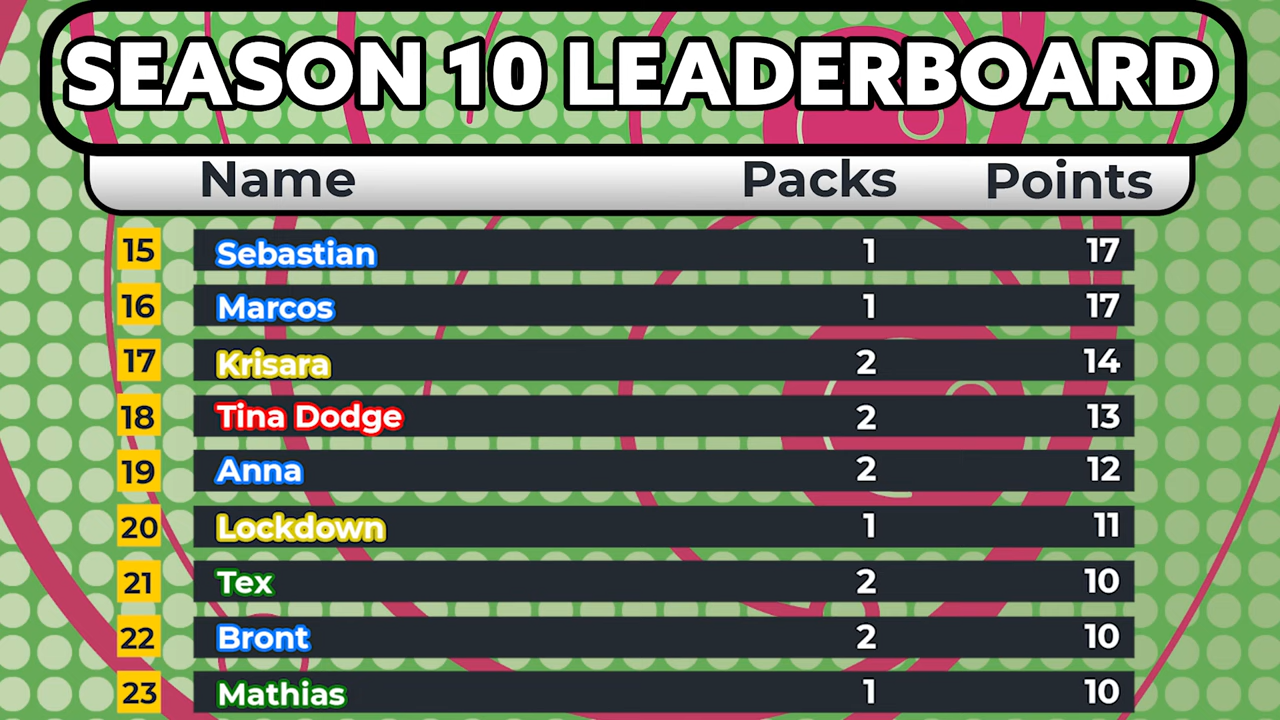 SEASON 10 LEADERBOARD
Name Packs Points
15 Sebastian 1 17
16 Marcos 1 17
17 Krisara 2 14
18 Tina Dodge 2 13
19 Anna 2 12
20 Lockdown 1 11
21 Tex 2 10
22 Bront 2 10
23 Mathias 1 10